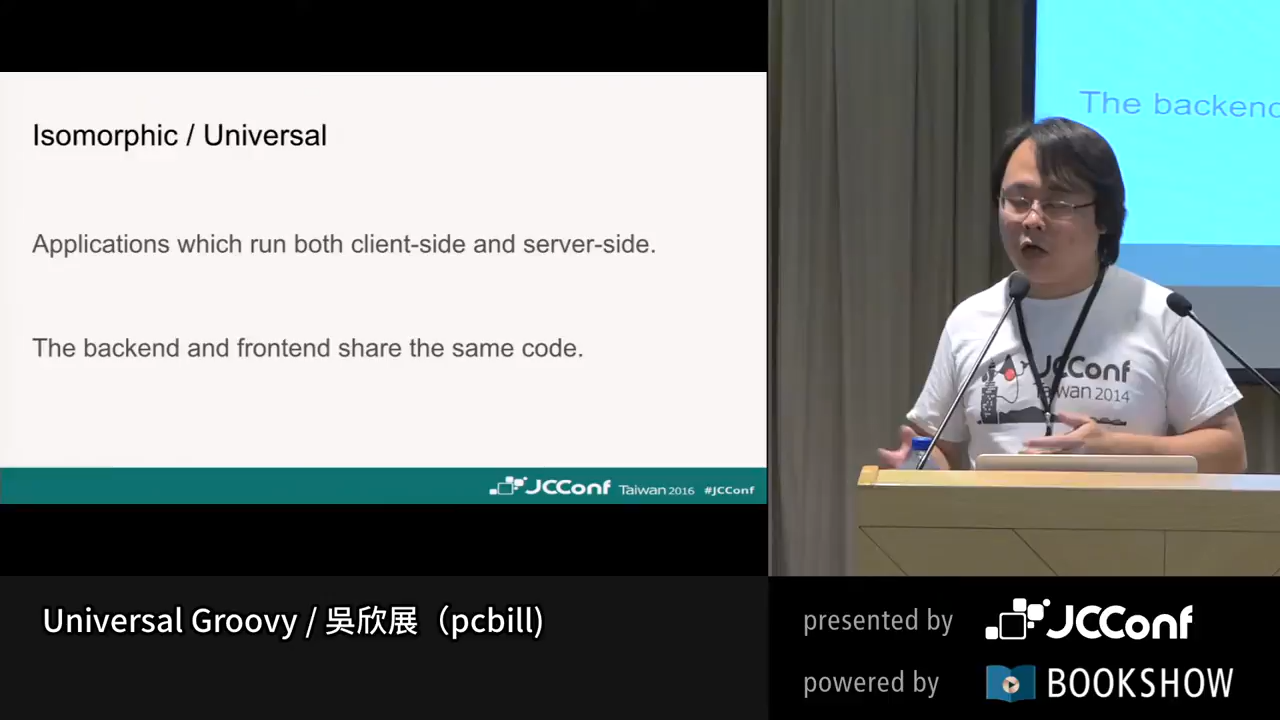 Isomorphic / Universal
Applications which run both client-side and server-side.
The backend and frontend share the same code.
JCConf Taiwan 2016 #JCConf
The backend
JCConf
Taiwan 2014
Universal Groovy / 吳欣展（pcbill)
presented by JCConf
powered by BOOKSHOW